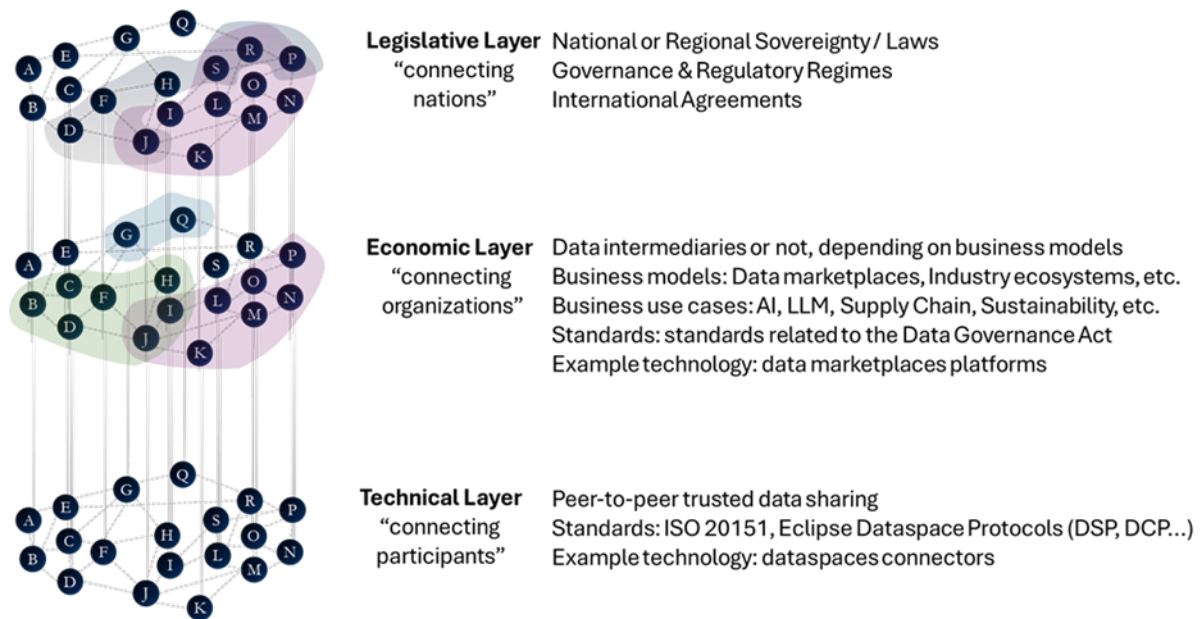 Legislative Layer National or Regional Sovereignty / Laws
"connecting Governance & Regulatory Regimes
nations" International Agreements
Q
G
E
R
A
S
P
C
H
O
B
F
I
L
N
D
M
J
K
Economic Layer Data intermediaries or not, depending on business models
"connecting Business models: Data marketplaces, Industry ecosystems, etc.
organizations" Business use cases: AI, LLM, Supply Chain, Sustainability, etc.
Standards: standards related to the Data Governance Act
Example technology: data marketplaces platforms
Q
G
E
R
A
S
P
C
H
O
B
F
I
L
N
D
M
J
K
Technical Layer Peer-to-peer trusted data sharing
"connecting Standards: ISO 20151, Eclipse Dataspace Protocols (DSP, DCP...)
participants" Example technology: dataspaces connectors
Q
G
E
R
A
S
P
C
H
O
B
F
I
L
N
D
M
J
K